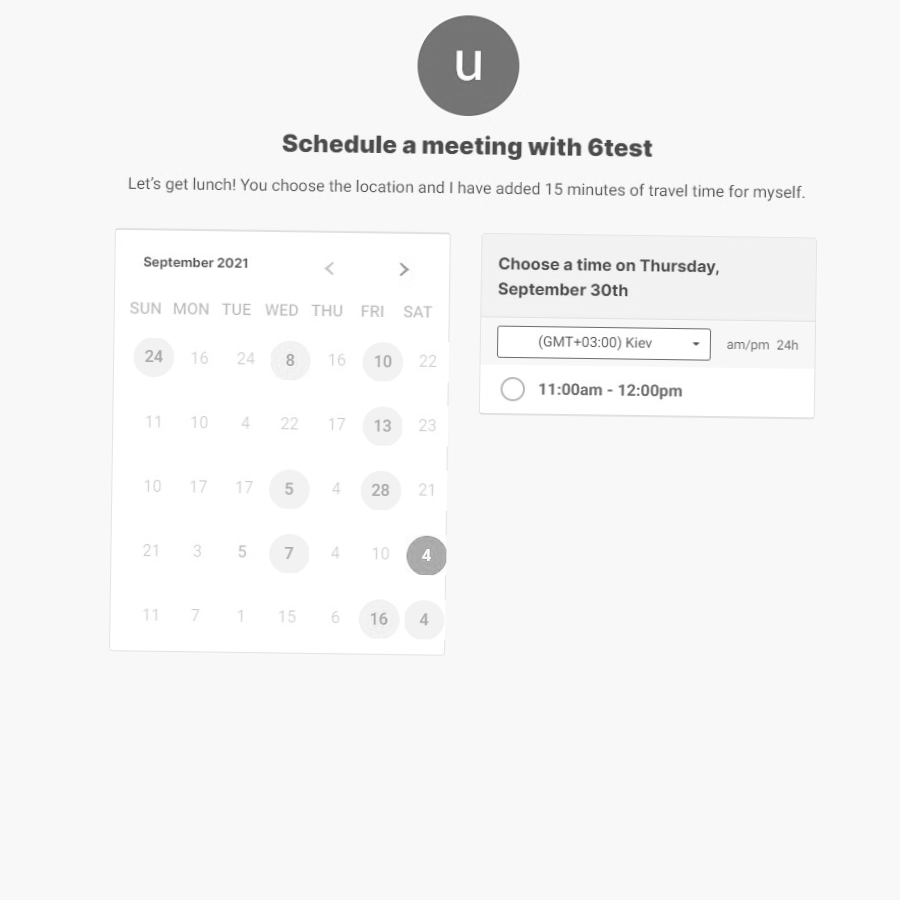 u
Schedule a meeting with 6test
Let's get lunch! You choose the location and I have added 15 minutes of travel time for myself.
September 2021
SUN MON TUE WED THU FRI SAT
24 16 24 8 16 10 22
11 10 4 22 17 13 23
10 17 17 5 4 28 21
21 3 5 7 4 10 4
11 7 1 15 6 16 4
Choose a time on Thursday,
September 30th
(GMT+03:00) Kiev am/pm 24h
11:00am - 12:00pm